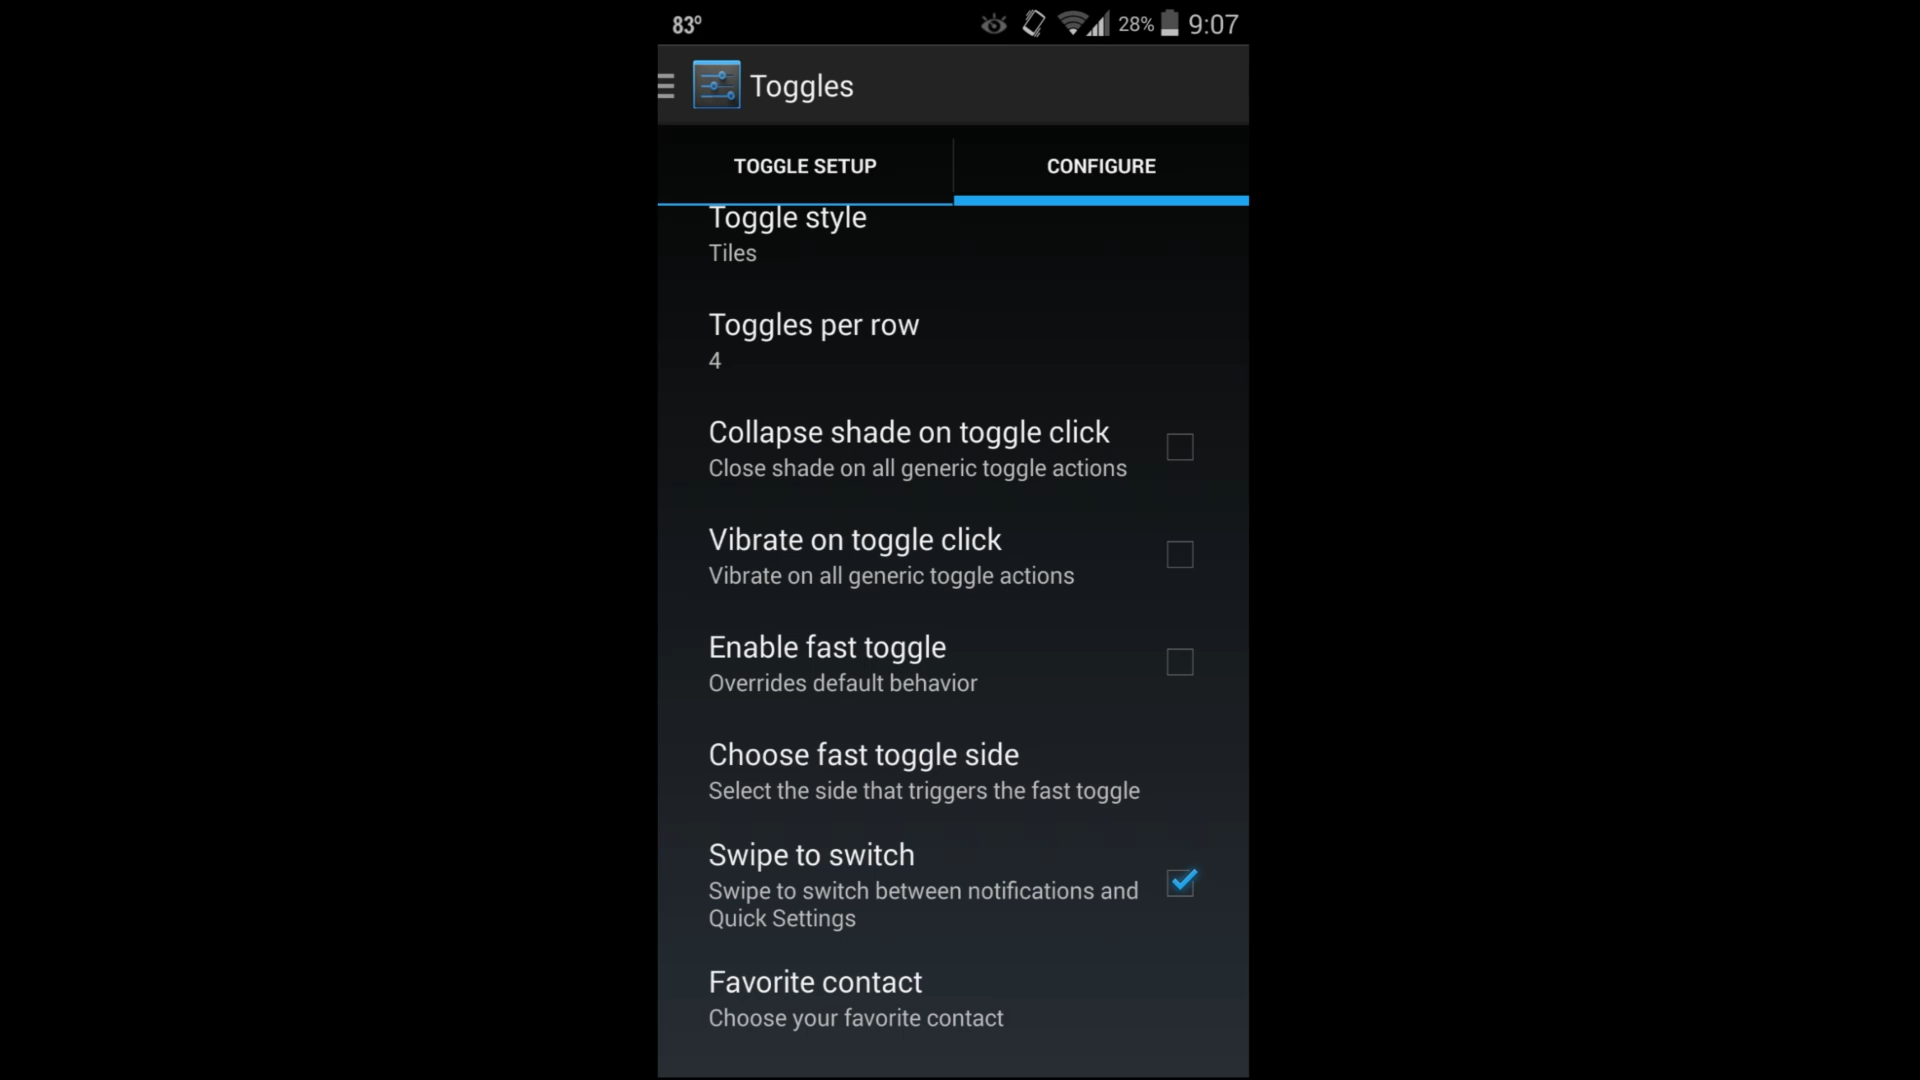 83º 28% 9:07
Toggles
TOGGLE SETUP CONFIGURE
Toggle style
Tiles
Toggles per row
4
Collapse shade on toggle click
Close shade on all generic toggle actions
Vibrate on toggle click
Vibrate on all generic toggle actions
Enable fast toggle
Overrides default behavior
Choose fast toggle side
Select the side that triggers the fast toggle
Swipe to switch
Swipe to switch between notifications and
Quick Settings
Favorite contact
Choose your favorite contact